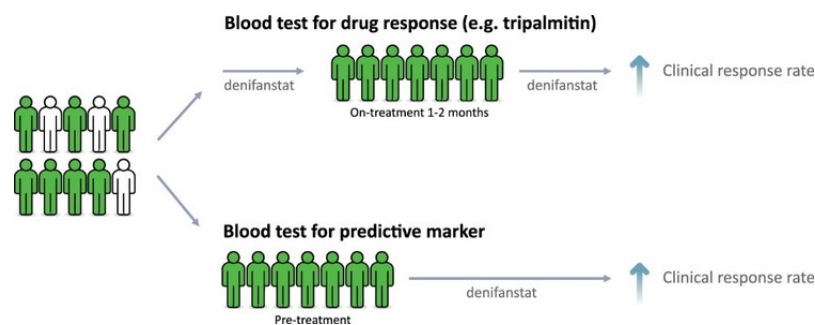 Blood test for drug response (e.g. tripalmitin)
denifanstat
denifanstat
Clinical response rate
On-treatment 1-2 months
Blood test for predictive marker
denifanstat
Clinical response rate
Pre-treatment